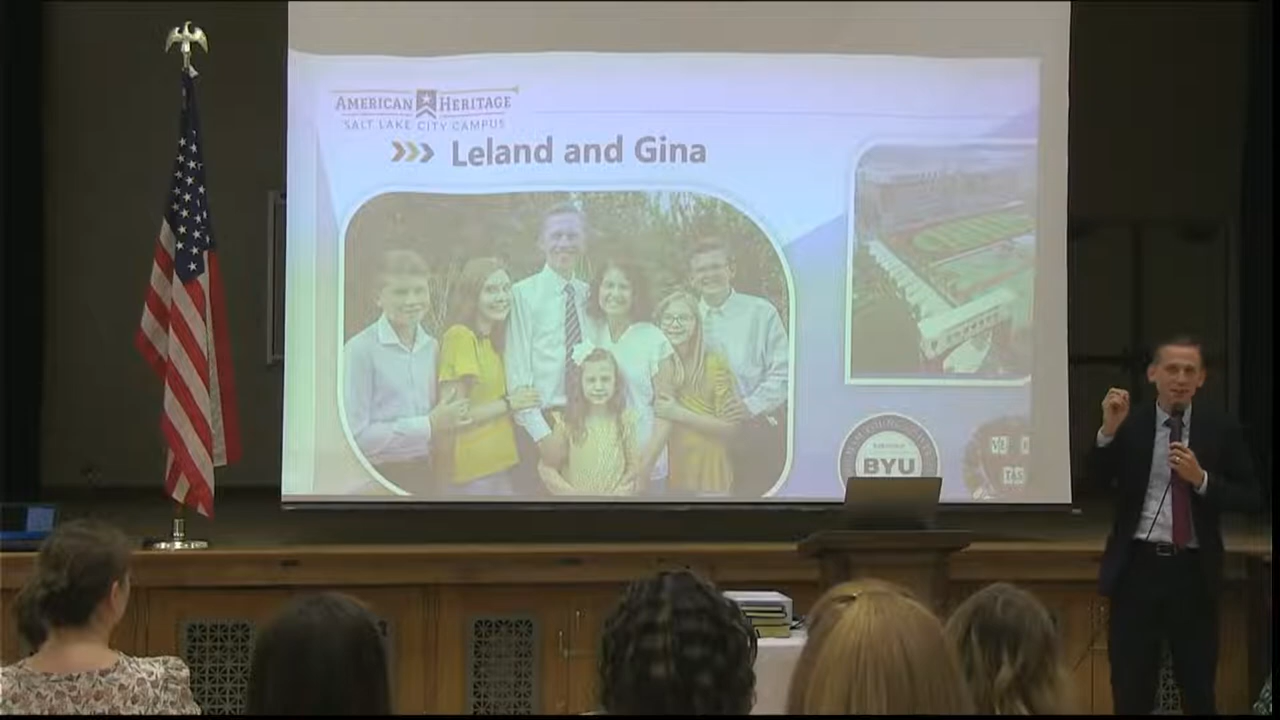 AMERICAN HERITAGE
SALT LAKE CITY CAMPUS
Leland and Gina
BYU